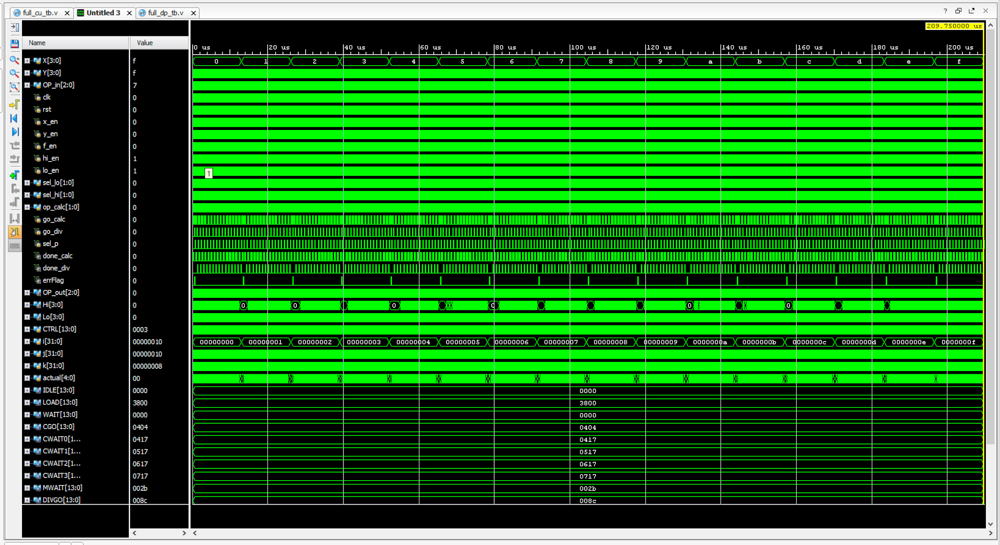 full_cu_tb.v Untitled 3 full_dp_tb.v ?
209.750000 us
Name Value
0 us 20 us 40 us 60 us 80 us 100 us 120 us 140 us 160 us 180 us 200 us
X[3:0] f 0 1 2 3 4 5 6 7 8 9 a b c d e f
Y[3:0] f
OP_in[2:0] 7
clk 0
rst 0
x_en 0
y_en 0
f_en 0
hi_en 1
lo_en 1 1
sel_lo[1:0] 0
sel_hi[1:0] 0
op_calc[1:0] 0
go_calc 0
go_div 0
sel_p 0
done_calc 0
done_div 0
errFlag 0
OP_out[2:0] 0
Hi[3:0] 0 0 0 0 0 0 0
Lo[3:0] 0
CTRL[13:0] 0003
i[31:0] 00000010 00000000 00000001 00000002 00000003 00000004 00000005 00000006 00000007 00000008 00000009 0000000a 0000000b 0000000c 0000000d 0000000e 0000000f
j[31:0] 00000010
k[31:0] 00000008
actual[4:0] 00
IDLE[13:0] 0000 0000
LOAD[13:0] 3800 3800
WAIT[13:0] 0000 0000
CGO[13:0] 0404 0404
CWAIT0[1... 0417 0417
CWAIT1[1... 0517 0517
CWAIT2[1... 0617 0617
CWAIT3[1... 0717 0717
MWAIT[13:0] 002b 002b
DIVGO[13:0] 008c 008c